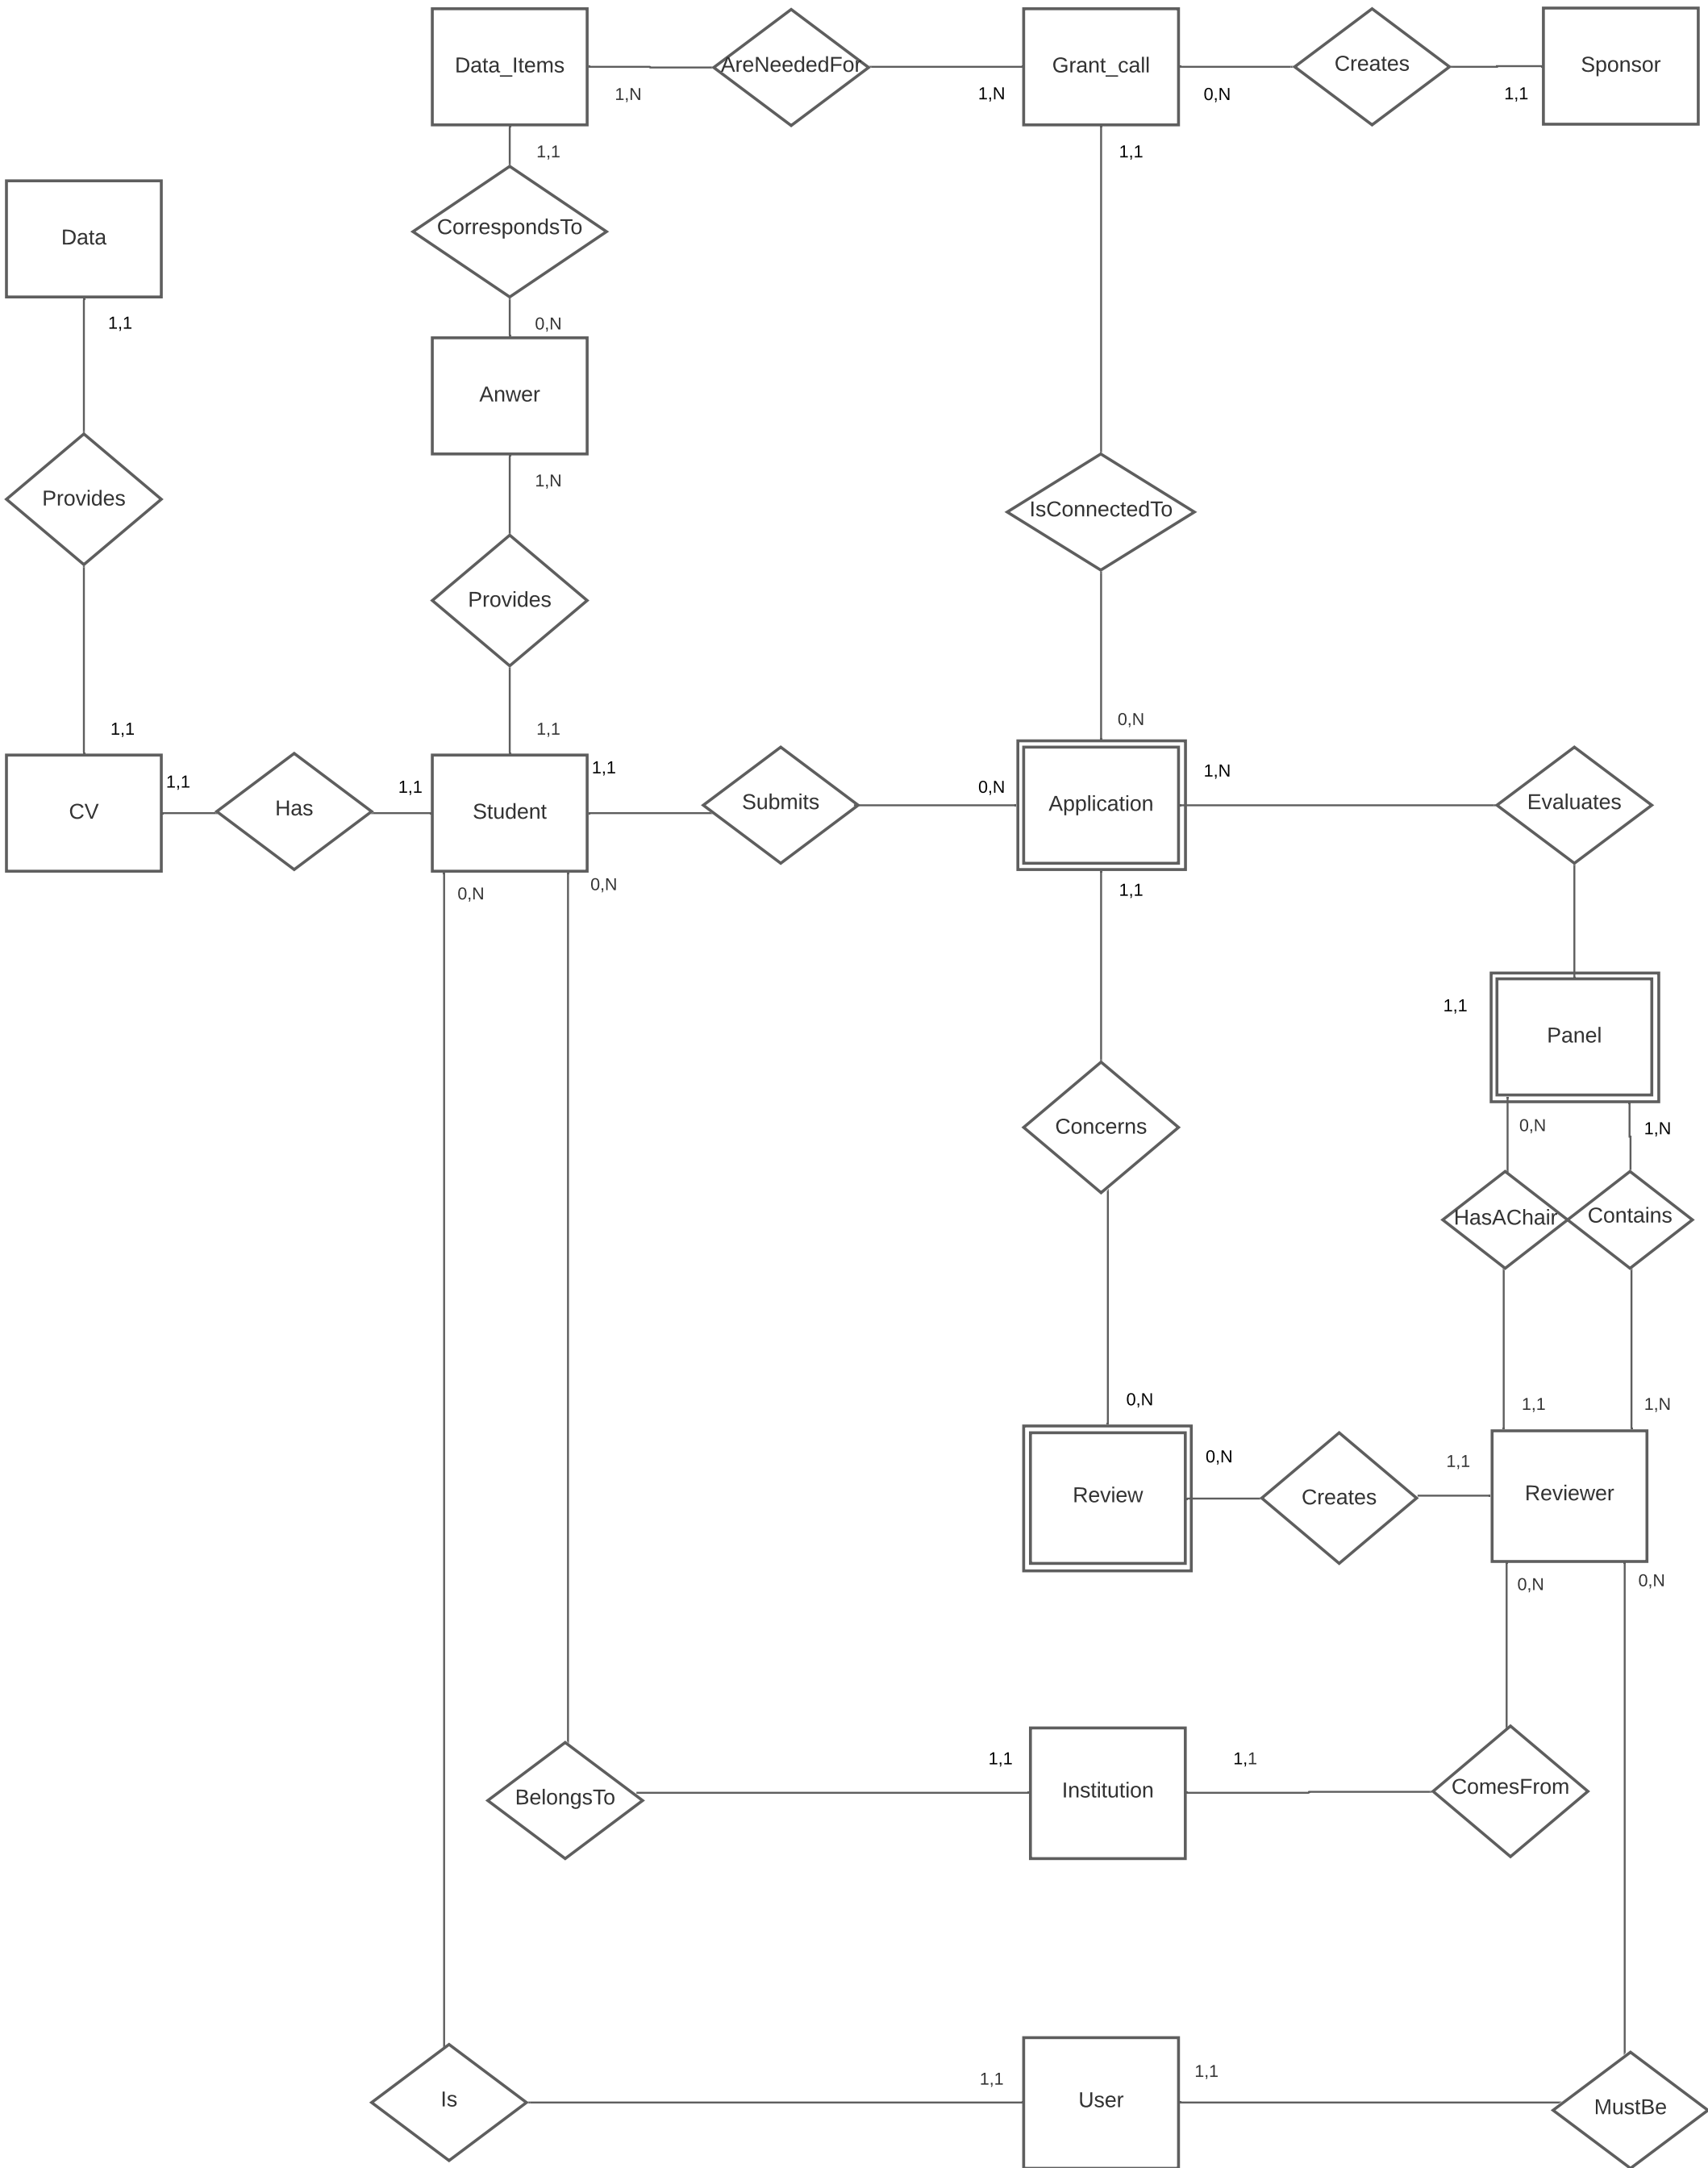 Data_Items
AreNeededFor
Grant_call
Creates
Sponsor
1,N
1,N
0,N
1,1
1,1
1,1
Data
CorrespondsTo
1,1
0,N
Anwer
1,N
Provides
IsConnectedTo
Provides
1,1
1,1
0,N
1,1
1,1
1,1
0,N
1,N
CV
Has
Student
Submits
Application
Evaluates
0,N
0,N
1,1
1,1
Panel
Concerns
0,N
1,N
HasAChair
Contains
0,N
1,1
1,N
0,N
1,1
Review
Creates
Reviewer
0,N
0,N
1,1
1,1
BelongsTo
Institution
ComesFrom
1,1
1,1
Is
User
MustBe